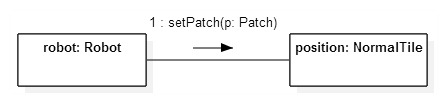 1 : setPatch(p: Patch)
robot: Robot
position: NormalTile